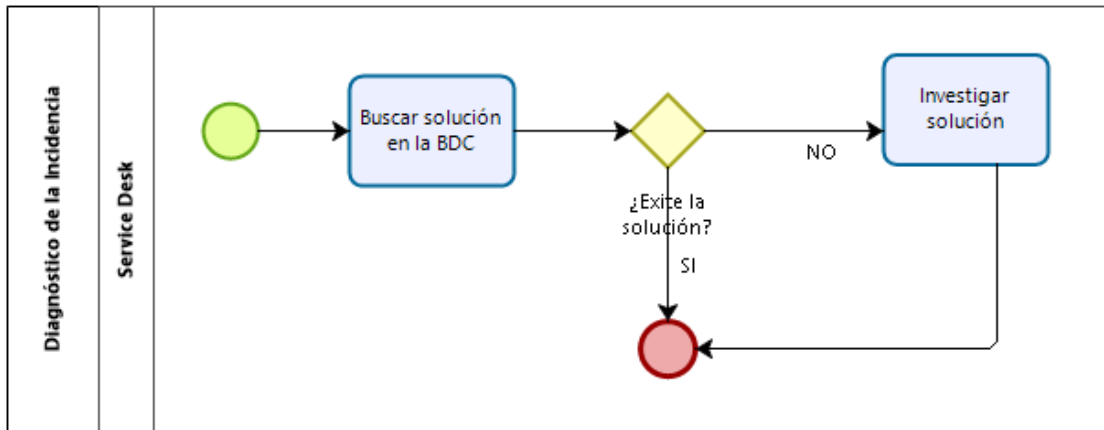 Diagnóstico de la Incidencia
Service Desk
Buscar solución
en la BDC
¿Exite la
solución?
SI
NO
Investigar
solución